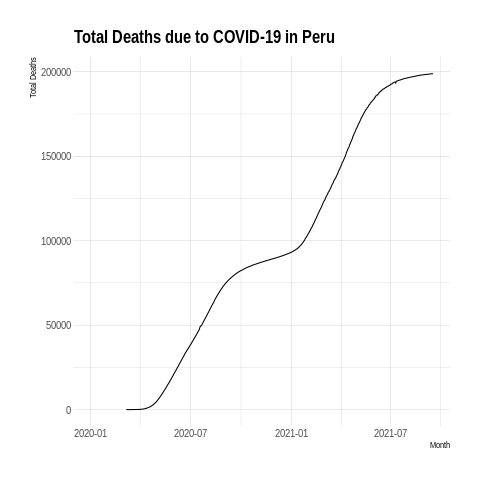 Total Deaths due to COVID-19 in Peru
Total Deaths
200000
150000
100000
50000
0
2020-01 2020-07 2021-01 2021-07
Month